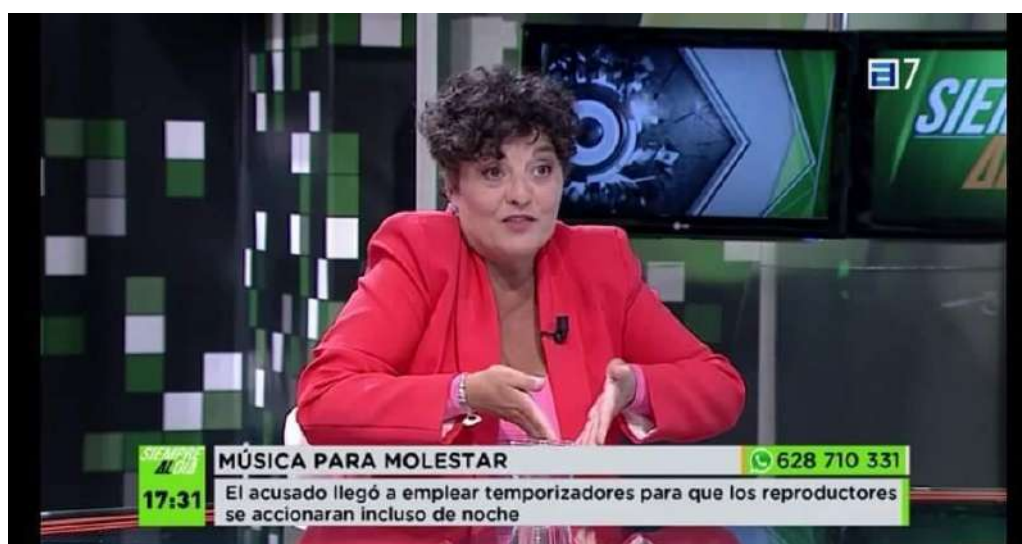 7
SIE
SIEMPRE
AL DÍA
MÚSICA PARA MOLESTAR
628 710 331
17:31
El acusado llegó a emplear temporizadores para que los reproductores
se accionaran incluso de noche